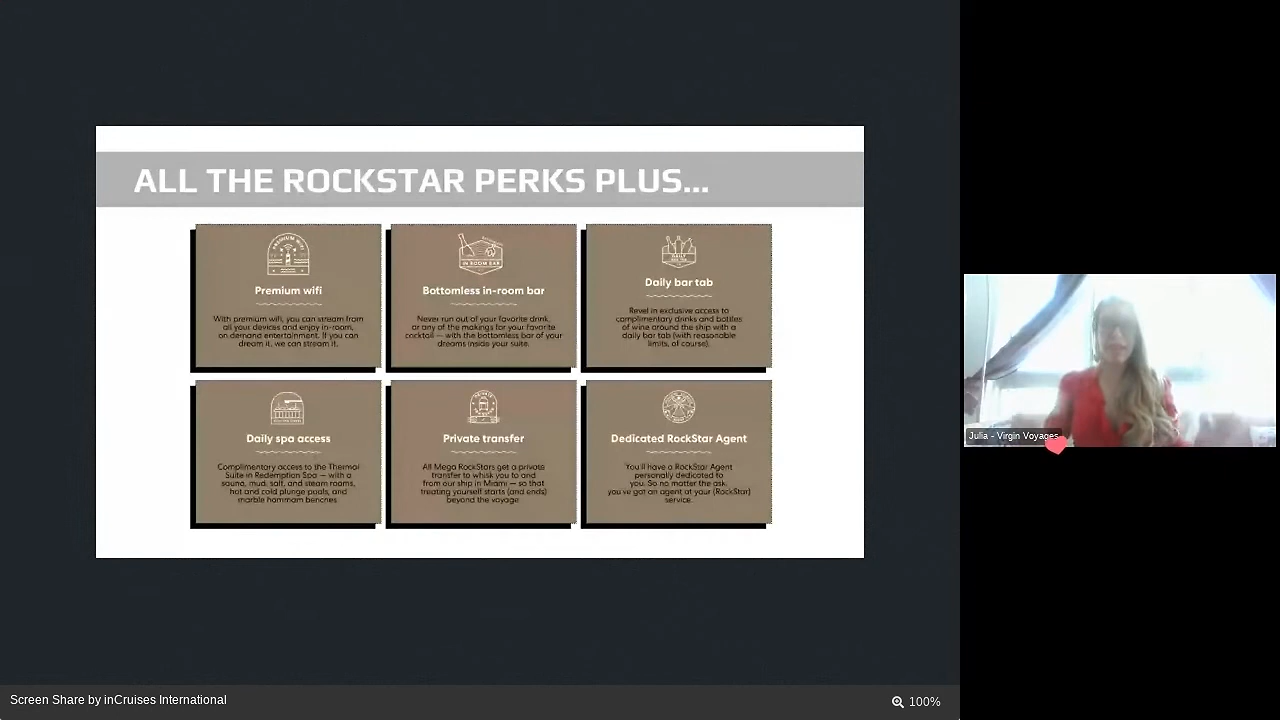 ALL THE ROCKSTAR PERKS PLUS...
PREMIUM WIFI
Premium wifi
With premium wifi, you can stream from
all your devices and enjoy in-room,
on demand entertainment. If you can
dream it, we can stream it.
IN ROOM BAR
Bottomless in-room bar
Never run out of your favorite drink,
or any of the makings for your favorite
cocktail — with the bottomless bar of your
dreams inside your suite.
DAILY
Daily bar tab
Revel in exclusive access to
complimentary drinks and bottles
of wine around the ship with a
daily bar tab (with reasonable
limits, of course).
Daily spa access
Complimentary access to the Thermal
Suite in Redemption Spa — with a
sauna, mud, salt, and steam rooms,
hot and cold plunge pools, and
marble hammam benches
Private transfer
All Mega RockStars get a private
transfer to whisk you to and
from our ship in Miami — so that
treating yourself starts (and ends)
beyond the voyage
Dedicated RockStar Agent
You'll have a RockStar Agent
personally dedicated to
you. So no matter the ask,
you've got an agent at your (RockStar)
service.
Julia - Virgin Voyages
Screen Share by inCruises International
100%